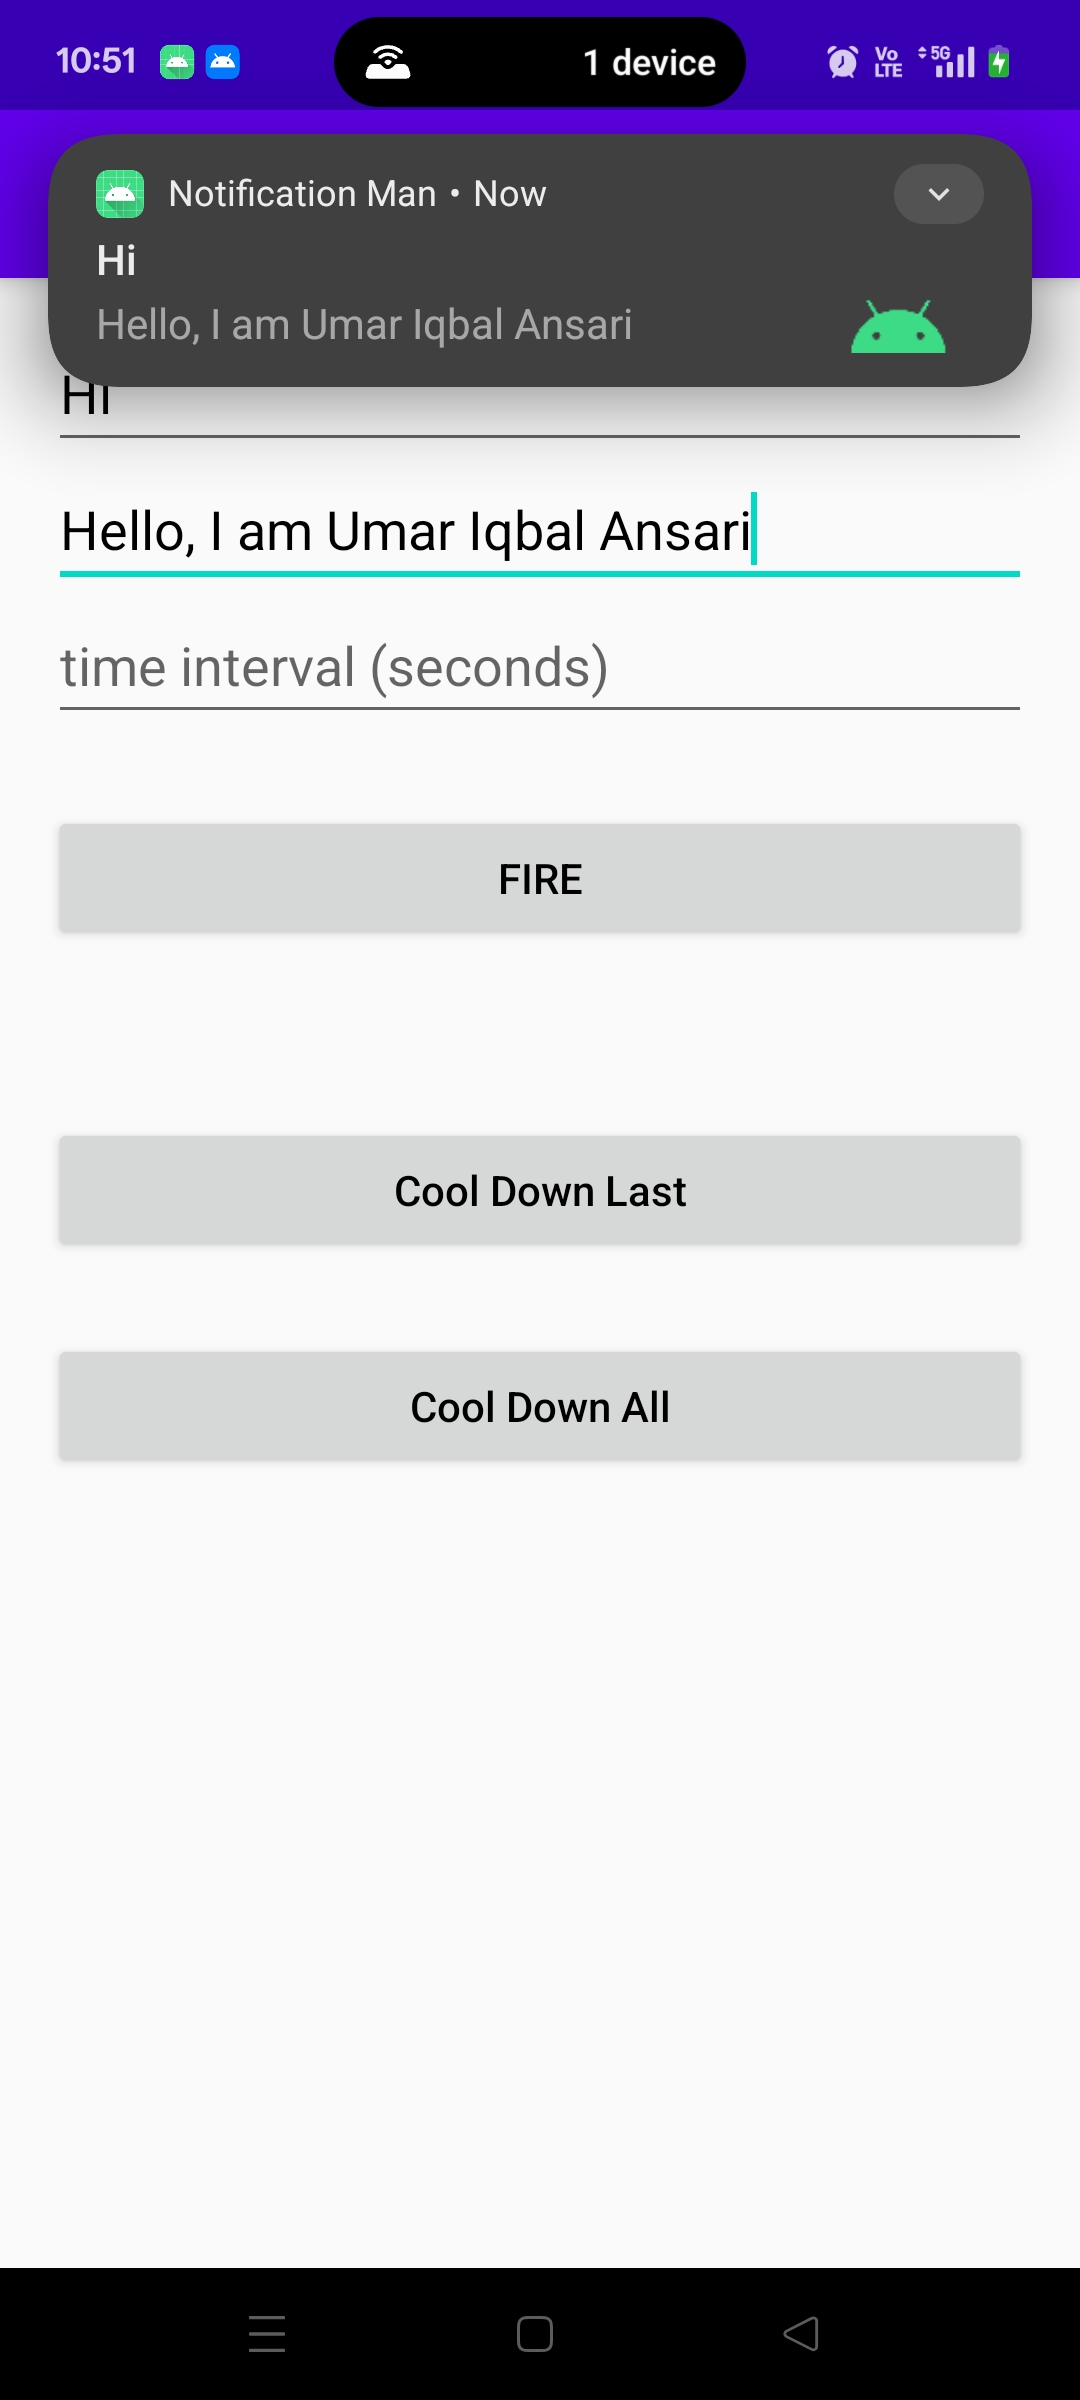 10:51
1 device
Vo
LTE
5G
Notification Man • Now
Hi
Hello, I am Umar Iqbal Ansari
Hi
Hello, I am Umar Iqbal Ansari
time interval (seconds)
FIRE
Cool Down Last
Cool Down All